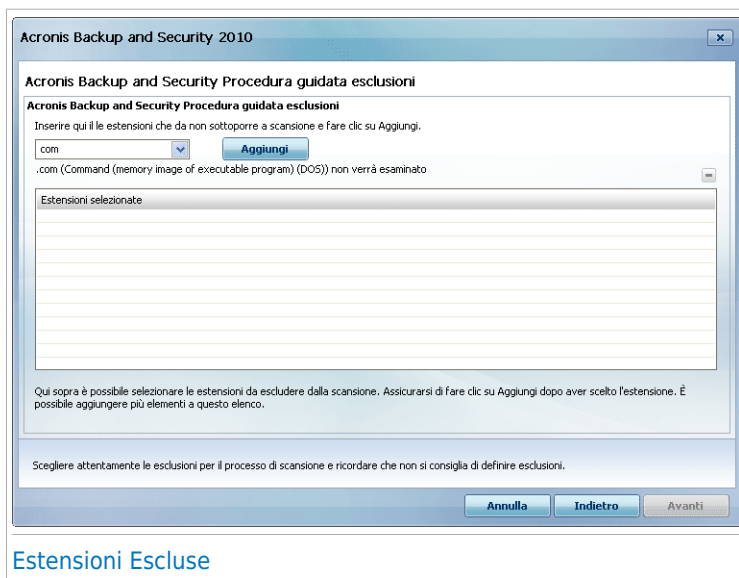 Acronis Backup and Security 2010
Acronis Backup and Security Procedura guidata esclusioni
Acronis Backup and Security Procedura guidata esclusioni
Inserire qui il le estensioni che da non sottoporre a scansione e fare clic su Aggiungi.
com
Aggiungi
.com (Command (memory image of executable program) (DOS)) non verrà esaminato
Estensioni selezionate
Qui sopra è possibile selezionare le estensioni da escludere dalla scansione. Assicurarsi di fare clic su Aggiungi dopo aver scelto l'estensione. È
possibile aggiungere più elementi a questo elenco.
Scegliere attentamente le esclusioni per il processo di scansione e ricordare che non si consiglia di definire esclusioni.
Annulla Indietro Avanti
Estensioni Escluse